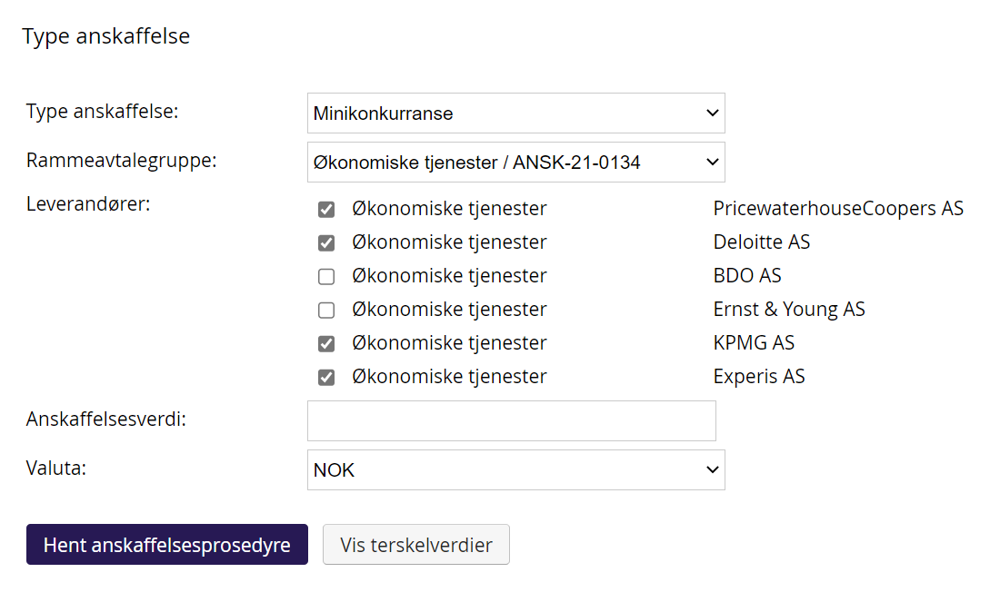 Type anskaffelse
Type anskaffelse: Minikonkurranse
Rammeavtalegruppe: Økonomiske tjenester / ANSK-21-0134
Leverandører: Økonomiske tjenester PricewaterhouseCoopers AS
Økonomiske tjenester Deloitte AS
Økonomiske tjenester BDO AS
Økonomiske tjenester Ernst & Young AS
Økonomiske tjenester KPMG AS
Økonomiske tjenester Experis AS
Anskaffelsesverdi:
Valuta: NOK
Hent anskaffelsesprosedyre Vis terskelverdier